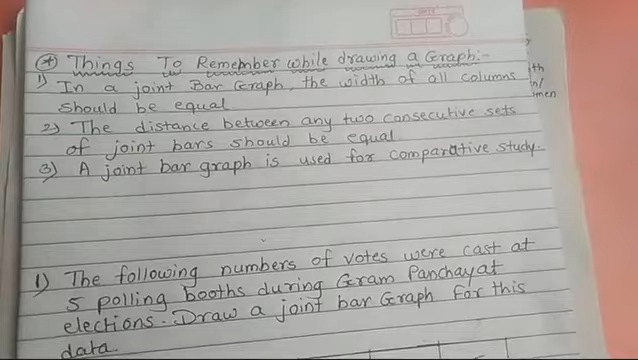 * Things To Remember while drawing a Graph:-
1) In a joint Bar Graph, the width of all columns
should be equal
2) The distance between any two consecutive sets
of joint bars should be equal
3) A joint bar graph is used for comparative study.
1) The following numbers of votes were cast at
5 polling booths during Gram Panchayat
elections. Draw a joint bar Graph for this
data.